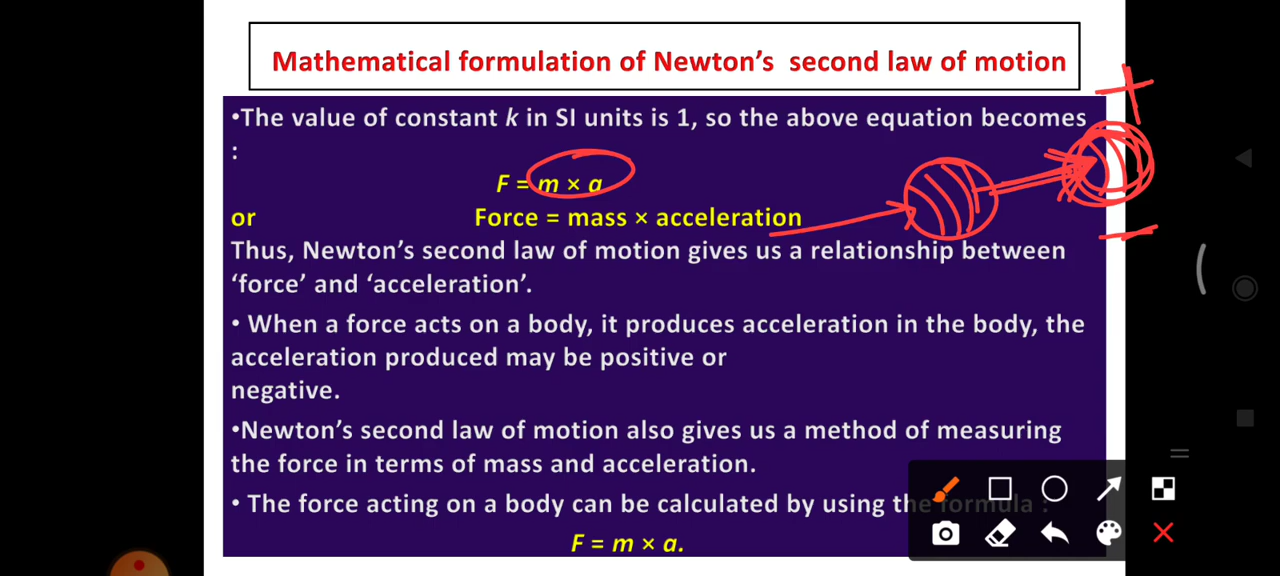 Mathematical formulation of Newton's second law of motion
•The value of constant k in SI units is 1, so the above equation becomes
:
F = m × a
or Force = mass × acceleration
Thus, Newton's second law of motion gives us a relationship between
'force' and 'acceleration'.
• When a force acts on a body, it produces acceleration in the body, the
acceleration produced may be positive or
negative.
•Newton's second law of motion also gives us a method of measuring
the force in terms of mass and acceleration.
• The force acting on a body can be calculated by using the formula :
F = m × a.